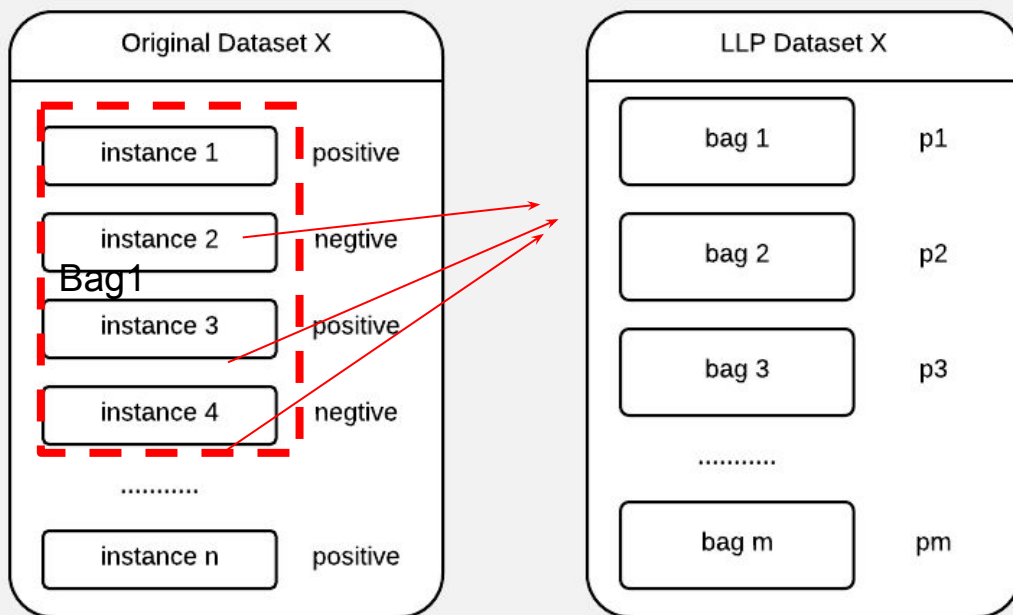 Original Dataset X
instance 1 positive
instance 2 negtive
Bag1
instance 3 positive
instance 4 negtive
...........
instance n positive
LLP Dataset X
bag 1 p1
bag 2 p2
bag 3 p3
...........
bag m pm